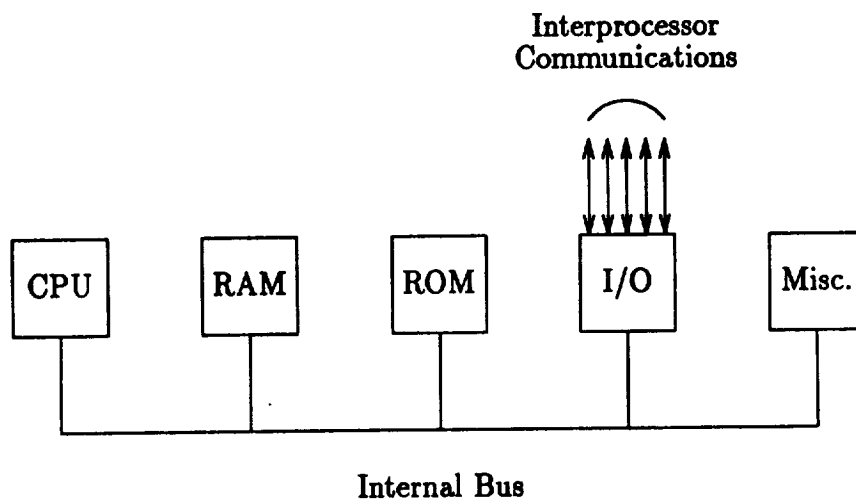 Interprocessor
Communications
CPU
RAM
ROM
I/O
Misc.
Internal Bus